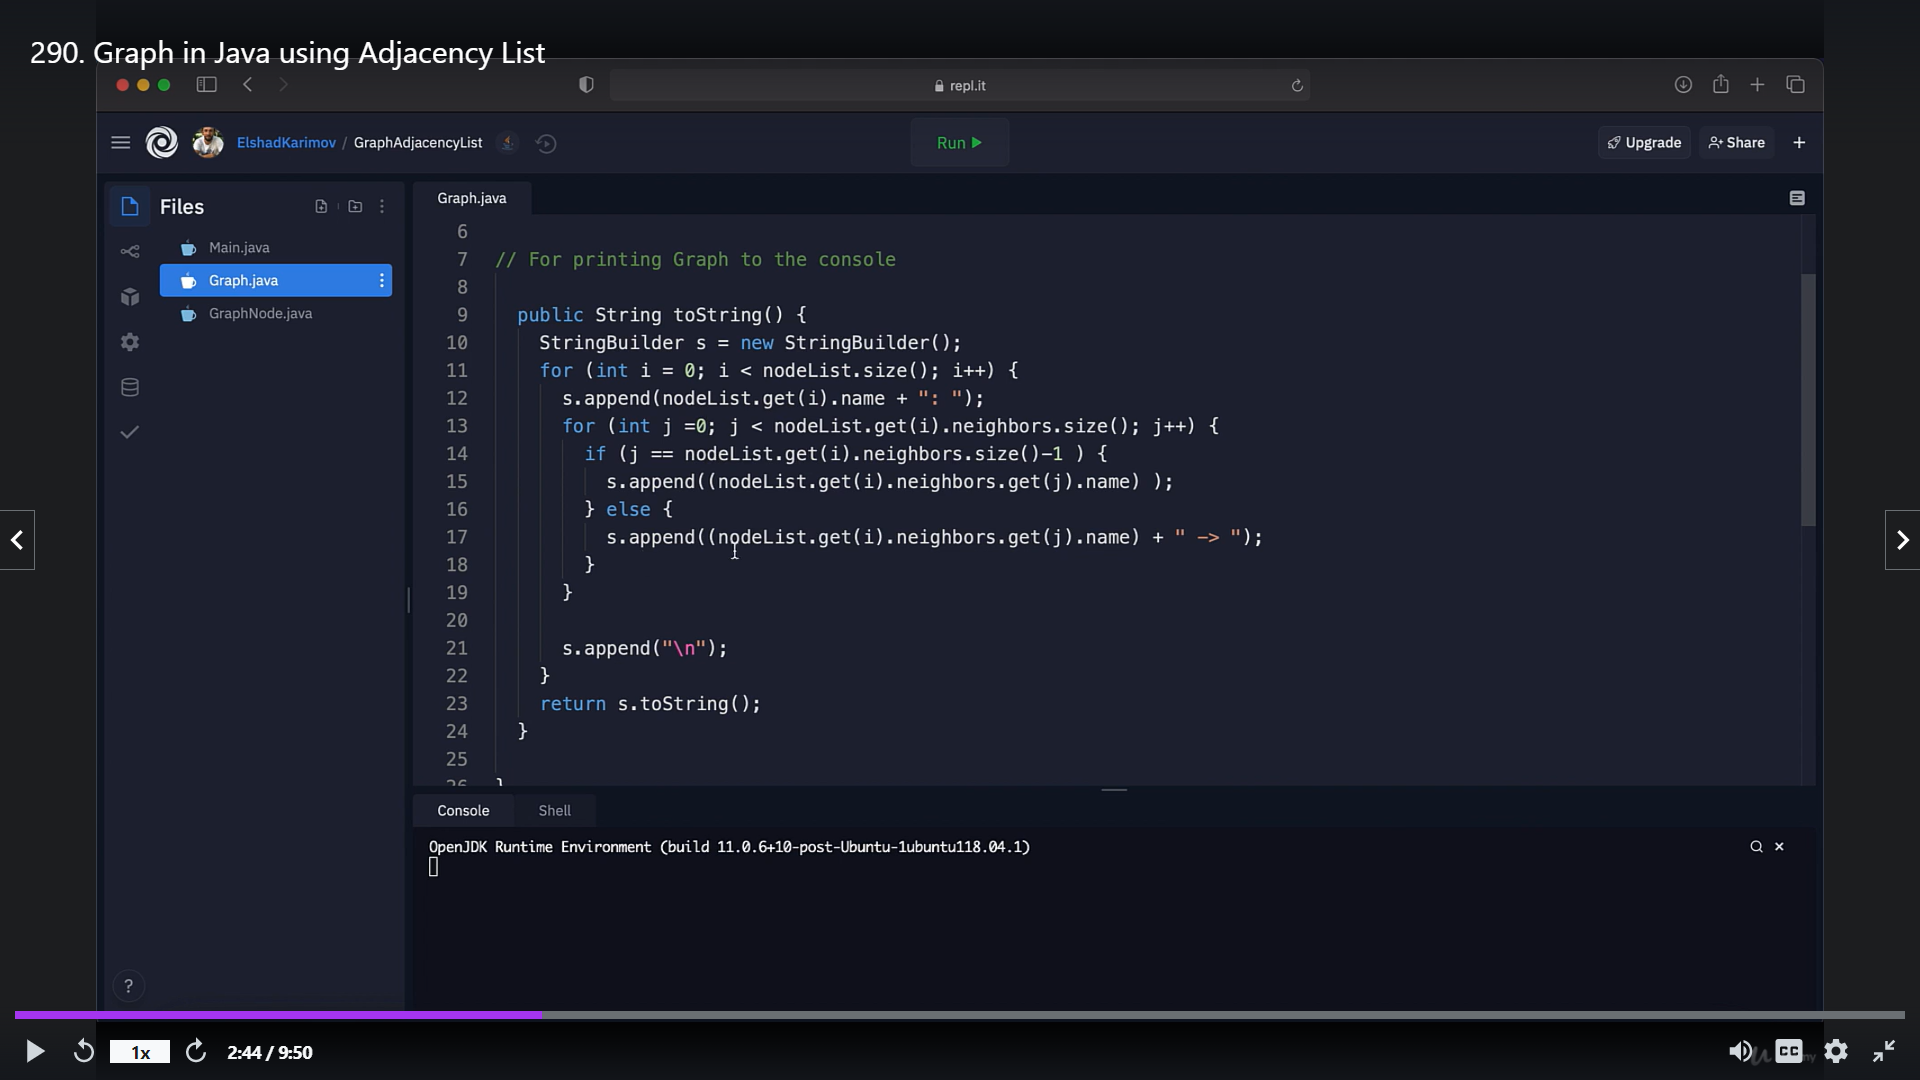 290. Graph in Java using Adjacency List
repl.it
ElshadKarimov / GraphAdjacencyList
Run
Upgrade
Share
+
Files
Main.java
Graph.java
GraphNode.java
Graph.java
6
7 // For printing Graph to the console
8
9 public String toString() {
10 StringBuilder s = new StringBuilder();
11 for (int i = 0; i < nodeList.size(); i++) {
12 s.append(nodeList.get(i).name + ": ");
13 for (int j =0; j < nodeList.get(i).neighbors.size(); j++) {
14 if (j == nodeList.get(i).neighbors.size()-1 ) {
15 s.append((nodeList.get(i).neighbors.get(j).name) );
16 } else {
17 s.append((nodeList.get(i).neighbors.get(j).name) + " -> ");
18 }
19 }
20
21 s.append("\n");
22 }
23 return s.toString();
24 }
25
26 }
Console Shell
OpenJDK Runtime Environment (build 11.0.6+10-post-Ubuntu-1ubuntu118.04.1)
?
1x
2:44 / 9:50
CC